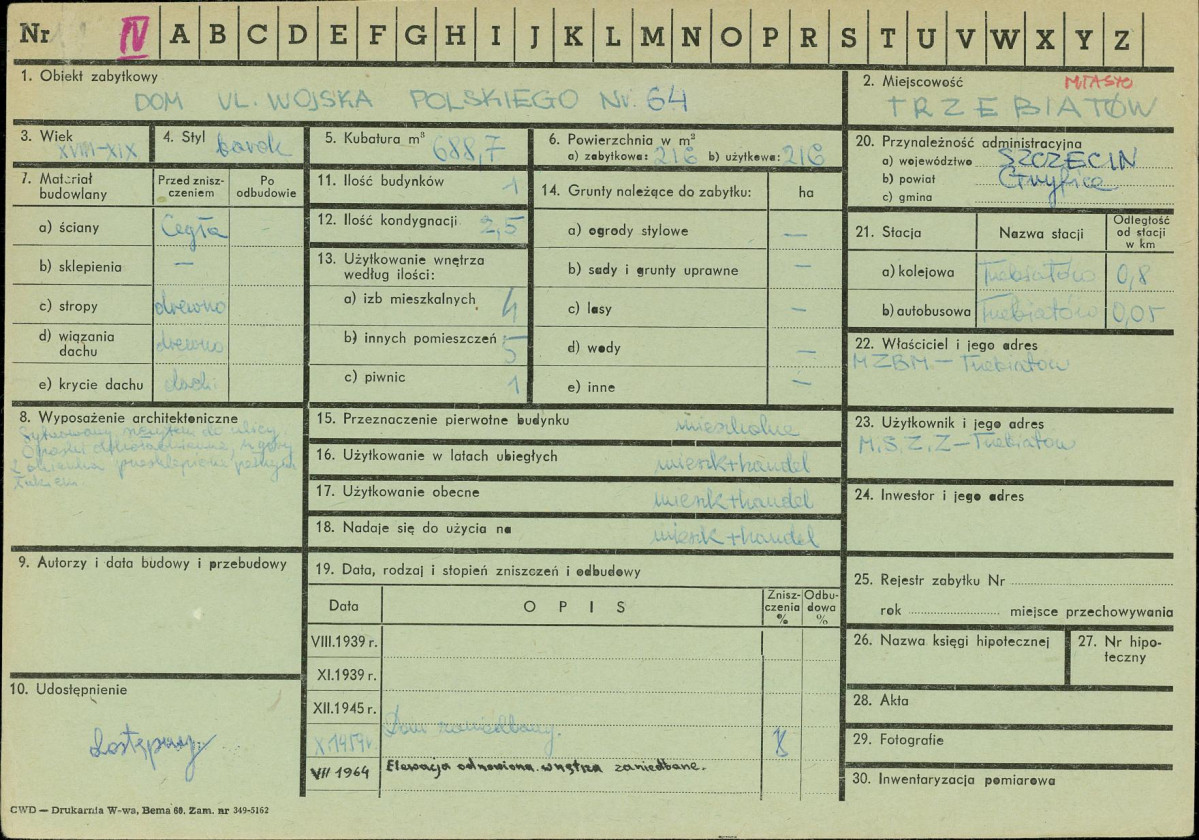 Nr IV A B C D E F G H I J K L M N O P R S T U V W X Y Z
1. Obiekt zabytkowy
DOM UL. WOJSKA POLSKIEGO Nr. 64
2. Miejscowość MIASTO
TRZEBIATÓW
3. Wiek
XVIII-XIX
4. Styl barok
5. Kubatura m³ 688,7
6. Powierzchnia w m²
a) zabytkowa: 216 b) użytkowa: 216
20. Przynależność administracyjna
a) województwo SZCZECIN
b) powiat Gryfice
c) gmina
7. Materiał budowlany
Przed zniszczeniem
Po odbudowie
a) ściany Cegła -
b) sklepienia —
c) stropy drewno
d) wiązania dachu drewno
e) krycie dachu dach.
11. Ilość budynków 1
12. Ilość kondygnacji 2,5
13. Użytkowanie wnętrza według ilości:
a) izb mieszkalnych 4
b) innych pomieszczeń 5
c) piwnic 1
14. Grunty należące do zabytku: ha
a) ogrody stylowe —
b) sady i grunty uprawne —
c) lasy —
d) wody —
e) inne —
21. Stacja Nazwa stacji Odległość od stacji w km
a) kolejowa Trzebiatów 0,8
b) autobusowa Trzebiatów 0,05
22. Właściciel i jego adres
MZBM - Trzebiatów
8. Wyposażenie architektoniczne
łukiem.
15. Przeznaczenie pierwotne budynku mieszkalne
16. Użytkowanie w latach ubiegłych mieszk+handel
17. Użytkowanie obecne mieszk+handel
18. Nadaje się do użycia na mieszk+handel
23. Użytkownik i jego adres
M.S.Z.Z - Trzebiatów
24. Inwestor i jego adres
9. Autorzy i data budowy i przebudowy
19. Data, rodzaj i stopień zniszczeń i odbudowy
Data OPIS Zniszczenia % Odbudowa %
VIII.1939 r.
XI.1939 r.
XII.1945 r.
X 1959r. Dom zaniedbany.
VII 1964 Elewacja odnowiona wnętrza zaniedbane.
25. Rejestr zabytku Nr
rok miejsce przechowywania
26. Nazwa księgi hipotecznej
27. Nr hipoteczny
10. Udostępnienie
dostępny
28. Akta
29. Fotografie
30. Inwentaryzacja pomiarowa
CWD — Drukarnia W-wa, Bema 60. Zam. nr 349-5162